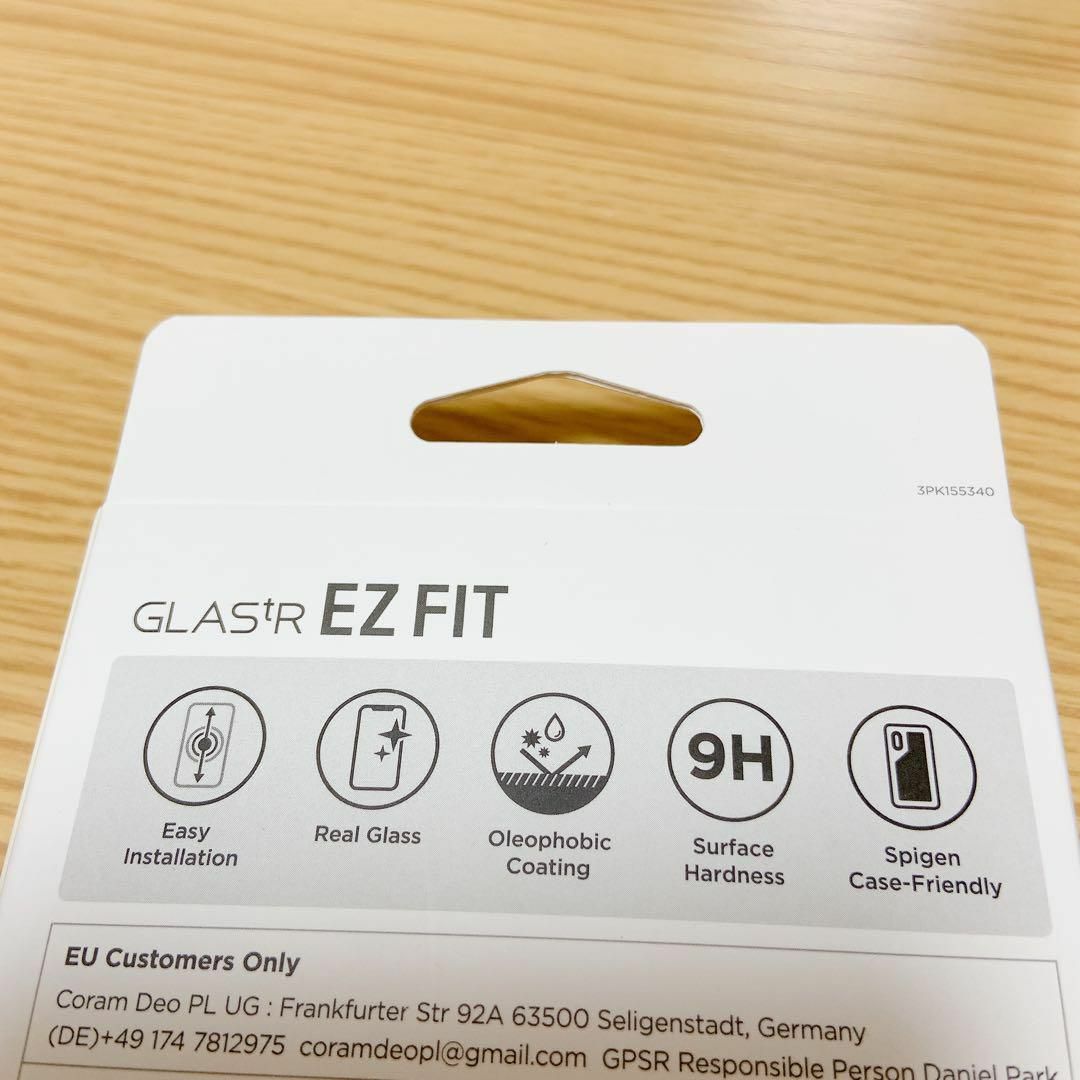 3PK155340
GLAStR EZ FIT
9H
Easy
Installation
Real Glass
Oleophobic
Coating
Surface
Hardness
Spigen
Case-Friendly
EU Customers Only
Coram Deo PL UG : Frankfurter Str 92A 63500 Seligenstadt, Germany
(DE)+49 174 7812975 coramdeopl@gmail.com GPSR Responsible Person Daniel Park